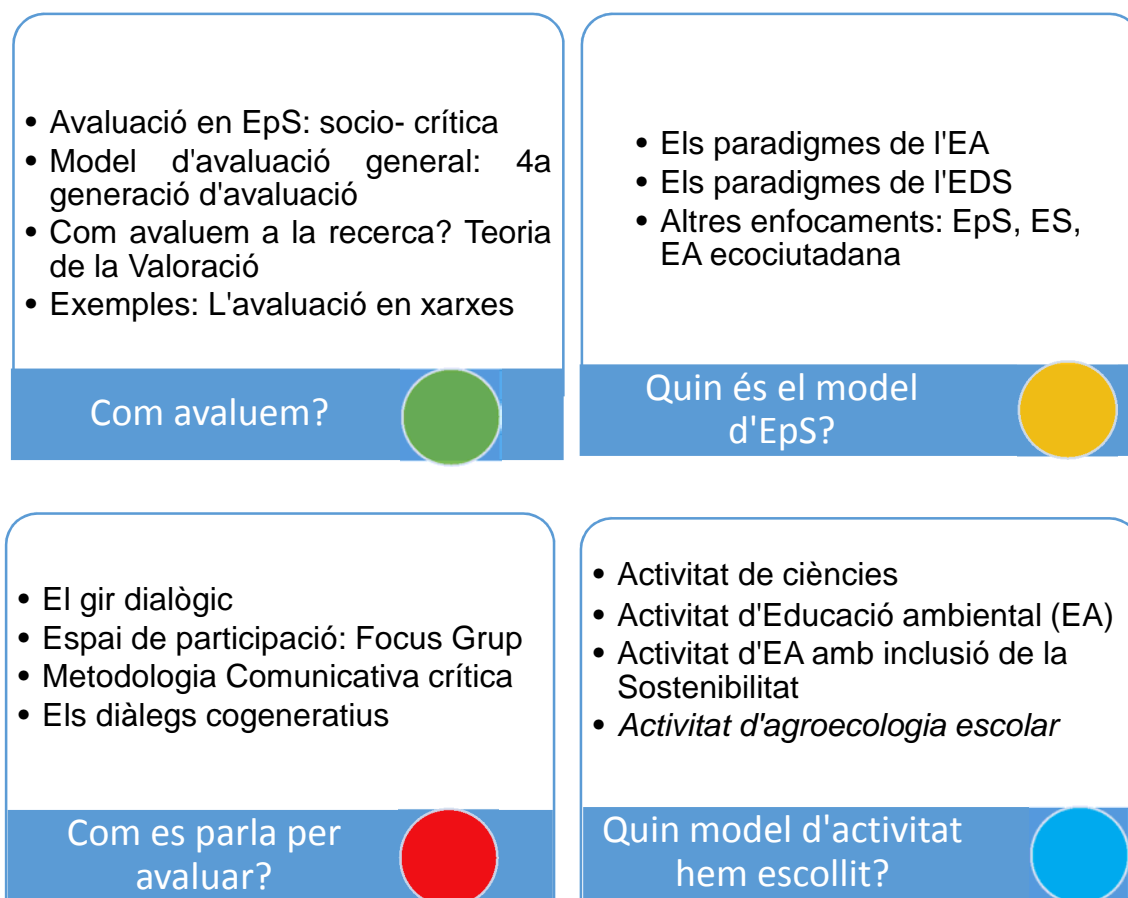 • Avaluació en EpS: socio- crítica
• Model d'avaluació general: 4a
generació d'avaluació
• Com avaluem a la recerca? Teoria
de la Valoració
• Exemples: L'avaluació en xarxes
Com avaluem?
• Els paradigmes de l'EA
• Els paradigmes de l'EDS
• Altres enfocaments: EpS, ES,
EA ecociutadana
Quin és el model
d'EpS?
• El gir dialògic
• Espai de participació: Focus Grup
• Metodologia Comunicativa crítica
• Els diàlegs cogeneratius
Com es parla per
avaluar?
• Activitat de ciències
• Activitat d'Educació ambiental (EA)
• Activitat d'EA amb inclusió de la
Sostenibilitat
• Activitat d'agroecologia escolar
Quin model d'activitat
hem escollit?